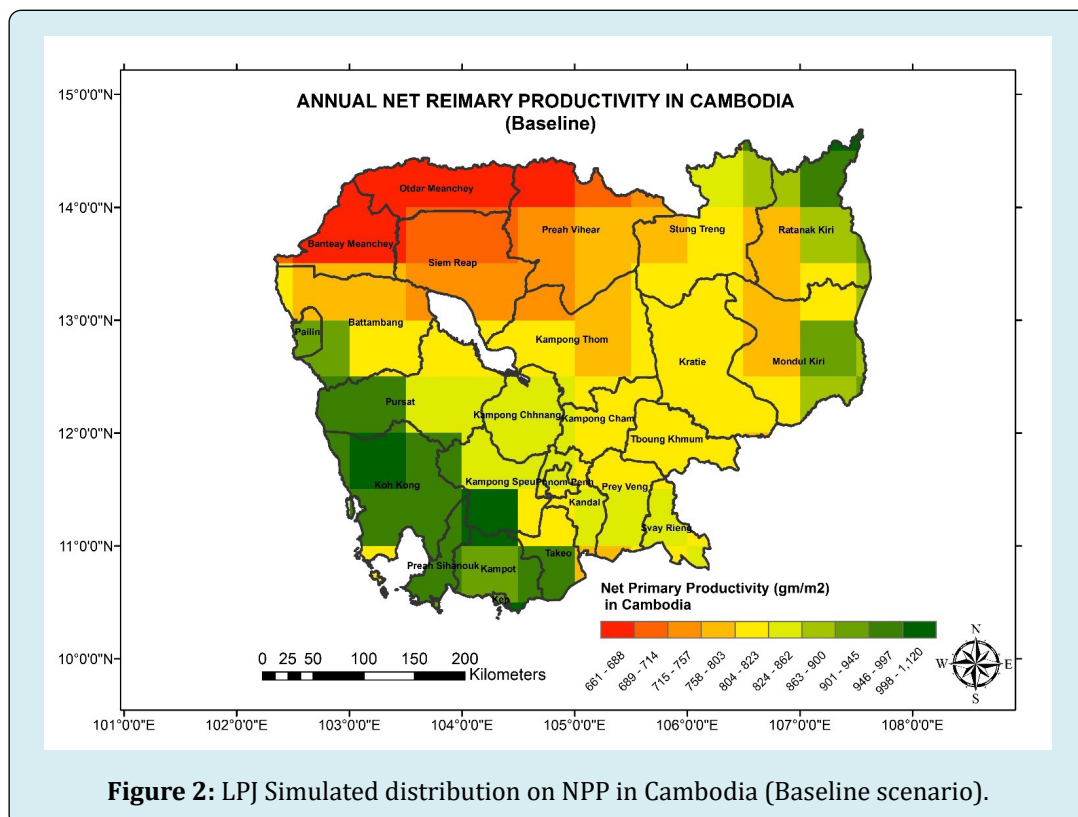 ANNUAL NET REIMARY PRODUCTIVITY IN CAMBODIA
(Baseline)
15°0'0"N
14°0'0"N
13°0'0"N
12°0'0"N
11°0'0"N
10°0'0"N
Otdar Meanchey
Banteay Meanchey
Siem Reap
Preah Vihear
Stung Treng
Ratanak Kiri
Pailin
Battambang
Kampong Thom
Kratie
Mondul Kiri
Pursat
Kampong Chhnang
Kampong Cham
Tboung Khmum
Koh Kong
Kampong Speu
Phnom Penh
Prey Veng
Kandal
Svay Rieng
Takeo
Preah Sihanouk
Kampot
Kep
Net Primary Productivity (gm/m2)
in Cambodia
661 - 688
689 - 714
715 - 757
758 - 803
804 - 823
824 - 862
863 - 900
901 - 945
946 - 997
998 - 1,120
N
W
E
S
0 25 50 100 150 200
Kilometers
101°0'0"E 102°0'0"E 103°0'0"E 104°0'0"E 105°0'0"E 106°0'0"E 107°0'0"E 108°0'0"E
Figure 2: LPJ Simulated distribution on NPP in Cambodia (Baseline scenario).